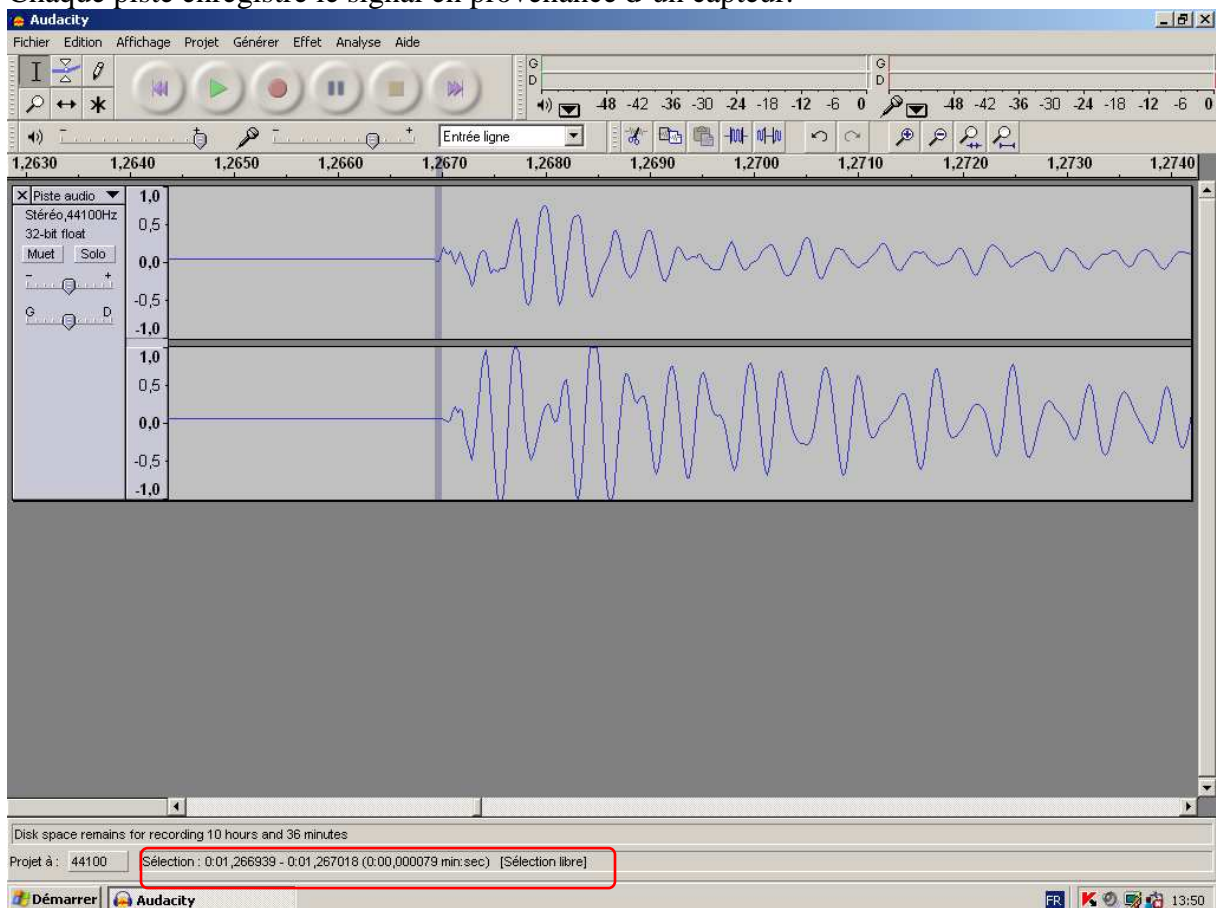 Chaque piste enregistre le signal en provenance d'un capteur.
Audacity
Fichier Edition Affichage Projet Générer Effet Analyse Aide
G
D
-48 -42 -36 -30 -24 -18 -12 -6 0
G
D
-48 -42 -36 -30 -24 -18 -12 -6 0
- + - + Entrée ligne
1,2630 1,2640 1,2650 1,2660 1,2670 1,2680 1,2690 1,2700 1,2710 1,2720 1,2730 1,2740
X Piste audio
Stéréo,44100Hz
32-bit float
Muet Solo
- +
G D
1,0
0,5
0,0
-0,5
-1,0
1,0
0,5
0,0
-0,5
-1,0
Disk space remains for recording 10 hours and 36 minutes
Projet à : 44100 Sélection : 0:01,266939 - 0:01,267018 (0:00,000079 min:sec) [Sélection libre]
Démarrer Audacity FR K 13:50